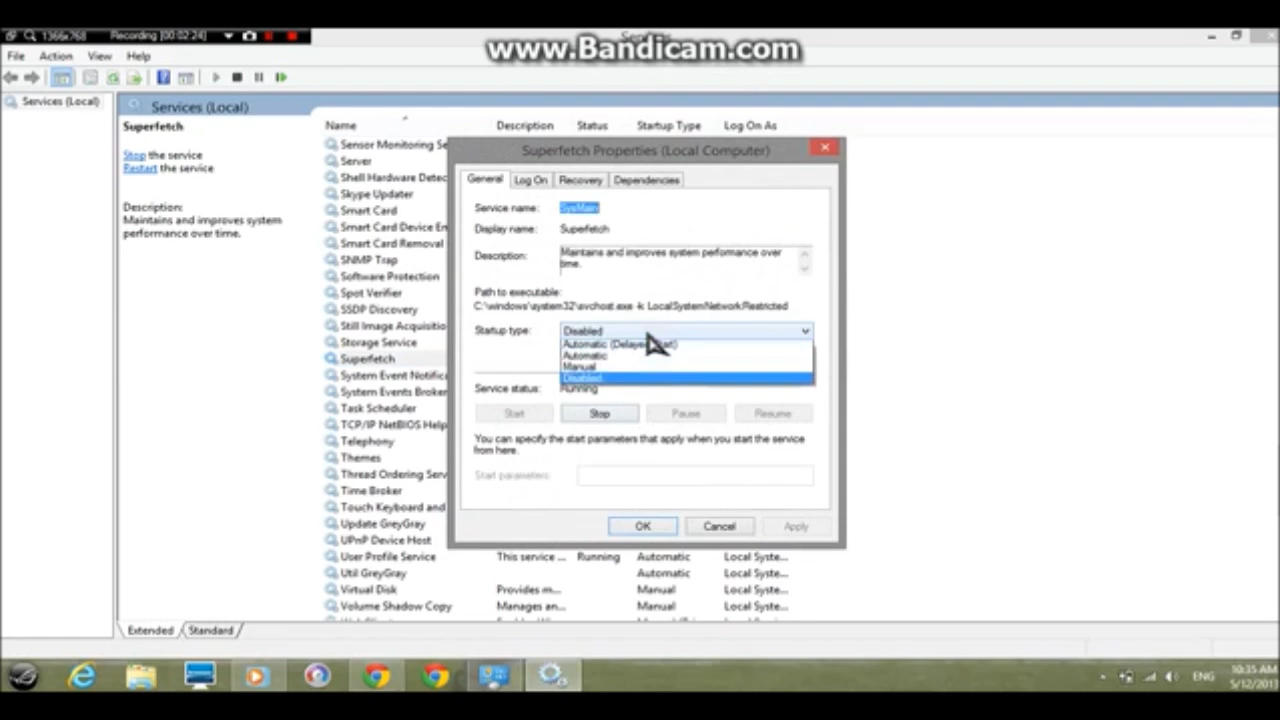 1366x768 Recording [00:02:24]
www.Bandicam.com
File Action View Help
Services (Local)
Services (Local)
Superfetch
Stop the service
Restart the service
Description:
Maintains and improves system
performance over time.
Name Description Status Startup Type Log On As
Sensor Monitoring Se
Server
Shell Hardware Detec
Skype Updater
Smart Card
Smart Card Device En
Smart Card Removal
SNMP Trap
Software Protection
Spot Verifier
SSDP Discovery
Still Image Acquisitio
Storage Service
Superfetch
System Event Notifica
System Events Broker
Task Scheduler
TCP/IP NetBIOS Help
Telephony
Themes
Thread Ordering Serv
Time Broker
Touch Keyboard and
Update GreyGray
UPnP Device Host
User Profile Service This service ... Running Automatic Local Syste...
Util GreyGray Automatic Local Syste...
Virtual Disk Provides m... Manual Local Syste...
Volume Shadow Copy Manages an... Manual Local Syste...
Superfetch Properties (Local Computer)
General Log On Recovery Dependencies
Service name: SysMain
Display name: Superfetch
Description: Maintains and improves system performance over
time.
Path to executable:
C:\windows\system32\svchost.exe -k LocalSystemNetworkRestricted
Startup type: Disabled
Automatic (Delayed Start)
Automatic
Manual
Disabled
Service status: Running
Start Stop Pause Resume
You can specify the start parameters that apply when you start the service
from here.
Start parameters:
OK Cancel Apply
Extended Standard
ENG
10:35 AM